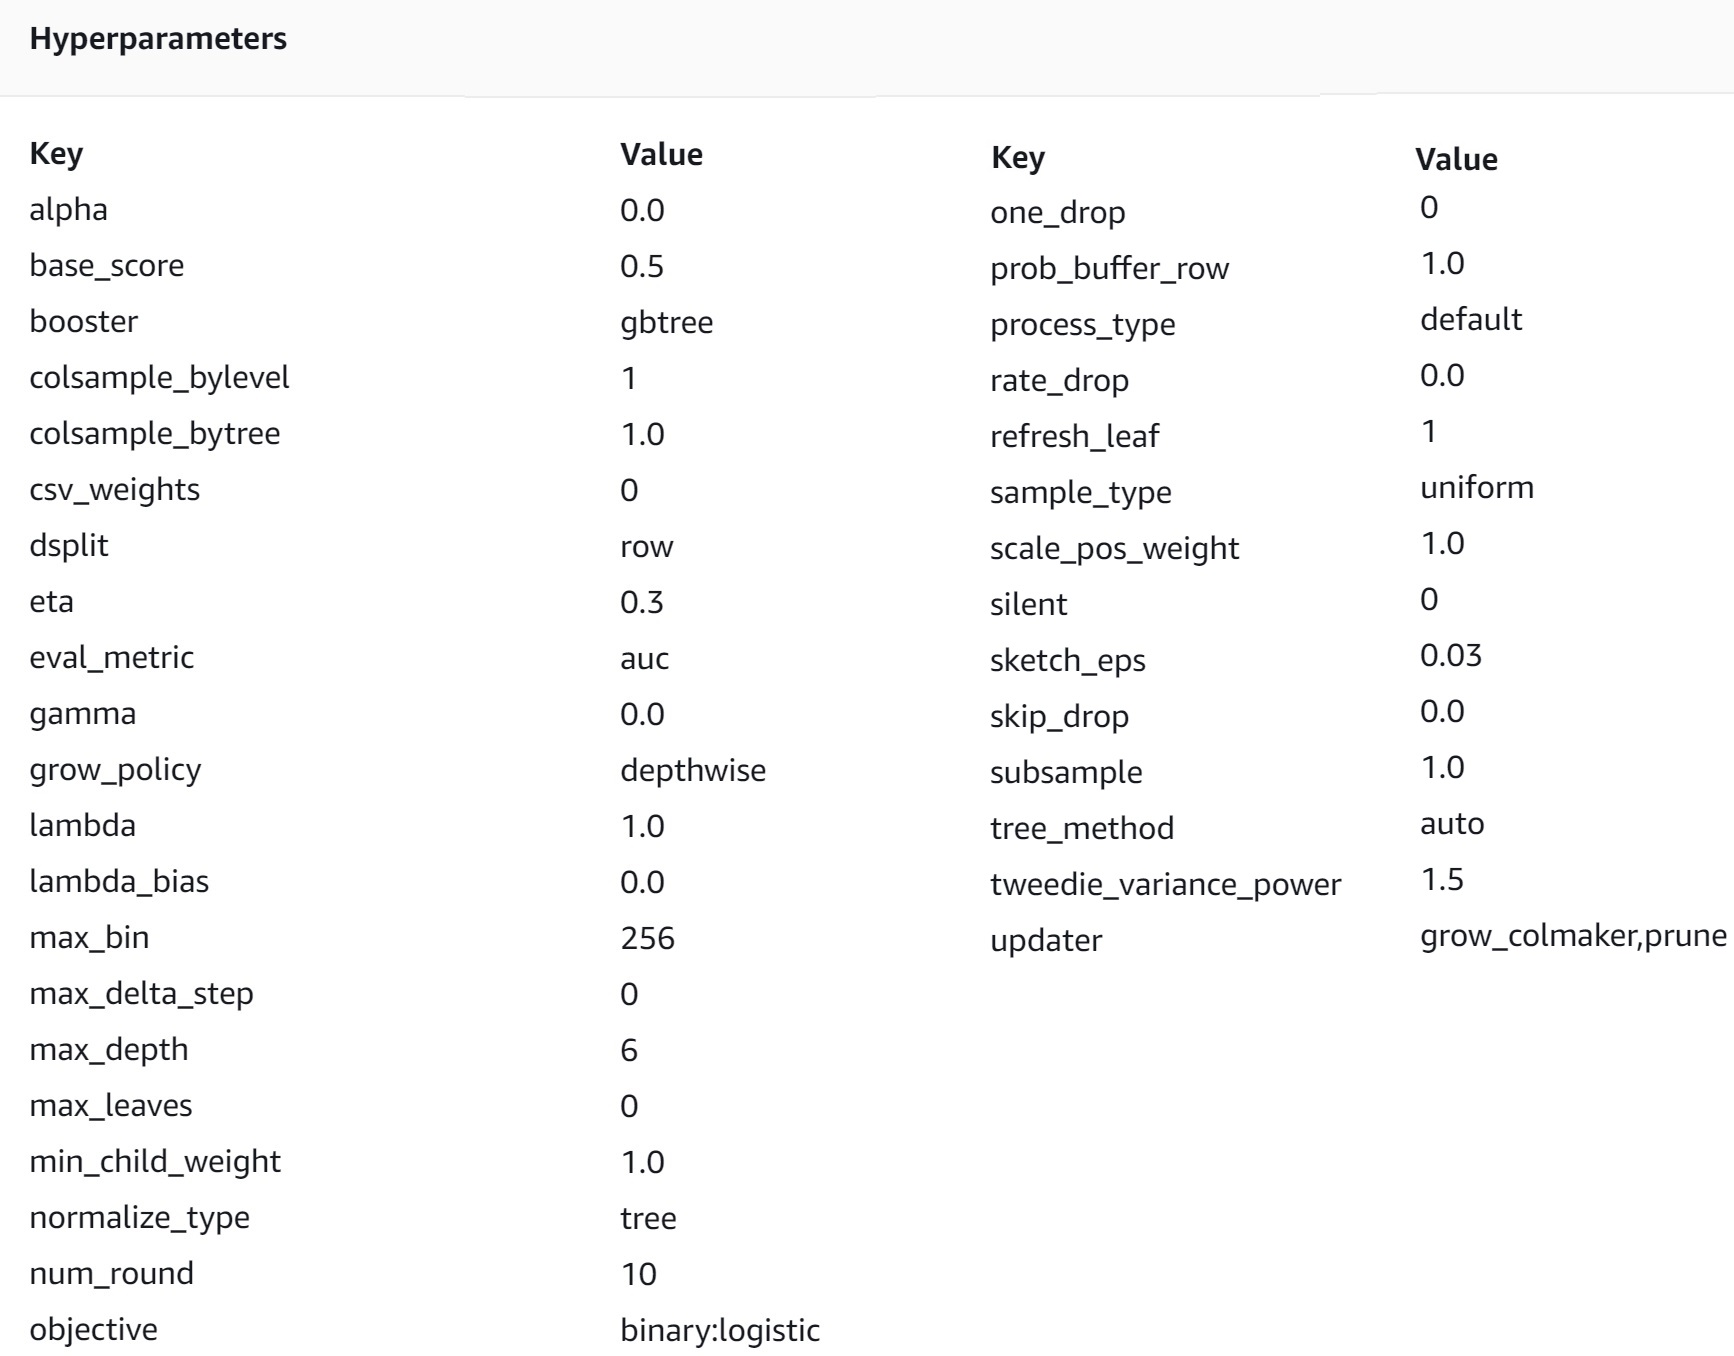 Hyperparameters
Key Value
alpha 0.0
base_score 0.5
booster gbtree
colsample_bylevel 1
colsample_bytree 1.0
csv_weights 0
dsplit row
eta 0.3
eval_metric auc
gamma 0.0
grow_policy depthwise
lambda 1.0
lambda_bias 0.0
max_bin 256
max_delta_step 0
max_depth 6
max_leaves 0
min_child_weight 1.0
normalize_type tree
num_round 10
objective binary:logistic
Key Value
one_drop 0
prob_buffer_row 1.0
process_type default
rate_drop 0.0
refresh_leaf 1
sample_type uniform
scale_pos_weight 1.0
silent 0
sketch_eps 0.03
skip_drop 0.0
subsample 1.0
tree_method auto
tweedie_variance_power 1.5
updater grow_colmaker,prune